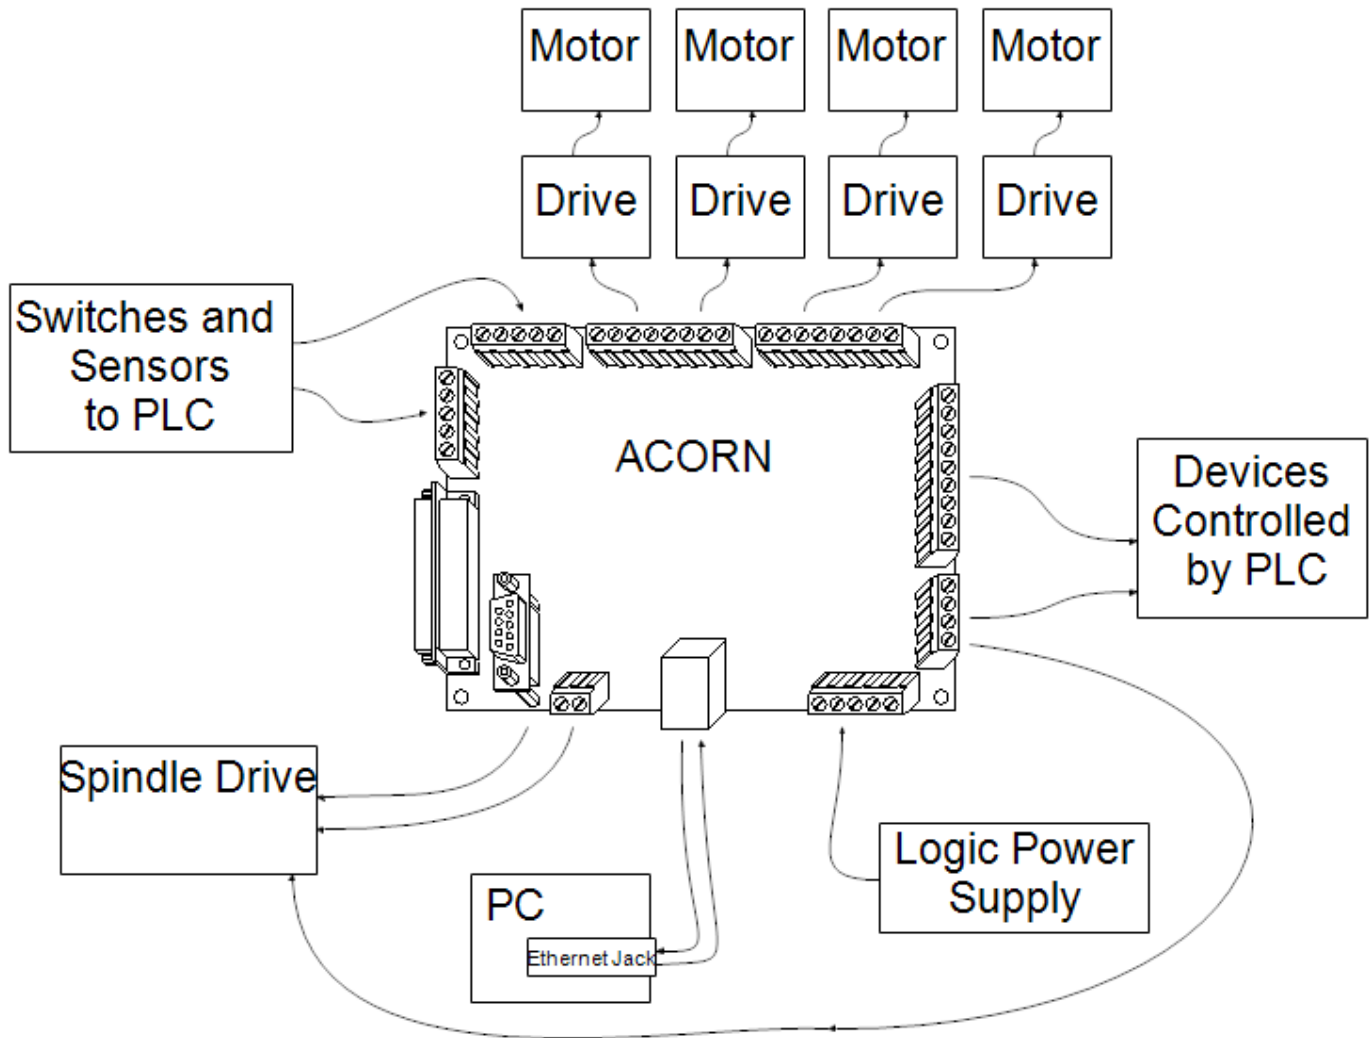 Motor
Motor
Motor
Motor
Drive
Drive
Drive
Drive
Switches and
Sensors
to PLC
ACORN
Devices
Controlled
by PLC
Spindle Drive
Logic Power
Supply
PC
Ethernet Jack